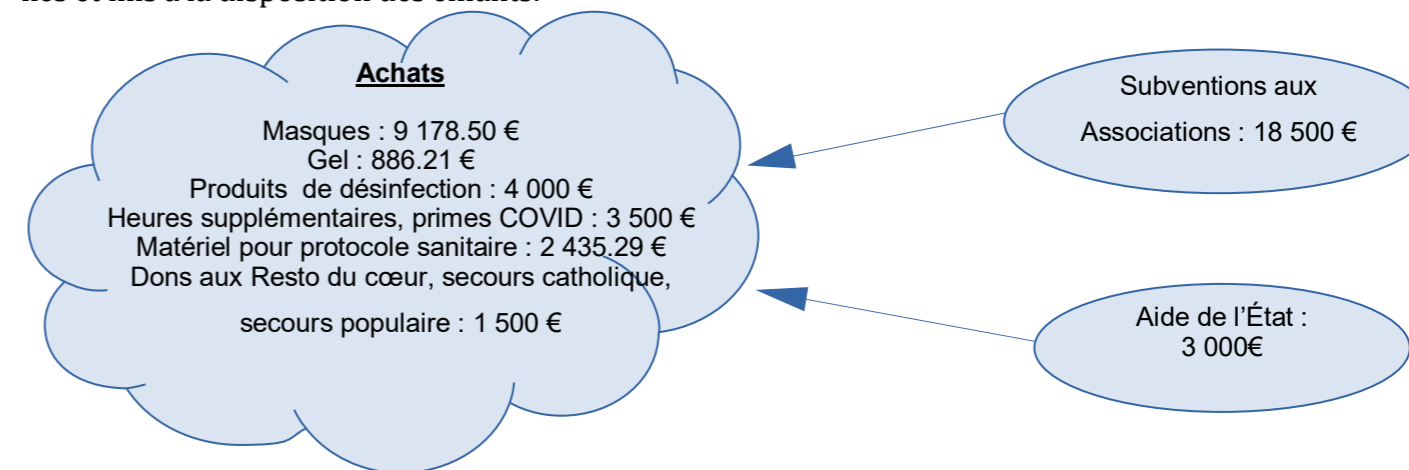 Achats
Masques : 9 178.50 €
Gel : 886.21 €
Produits de désinfection : 4 000 €
Heures supplémentaires, primes COVID : 3 500 €
Matériel pour protocole sanitaire : 2 435.29 €
Dons aux Resto du cœur, secours catholique,
secours populaire : 1 500 €
Subventions aux
Associations : 18 500 €
Aide de l’État :
3 000€